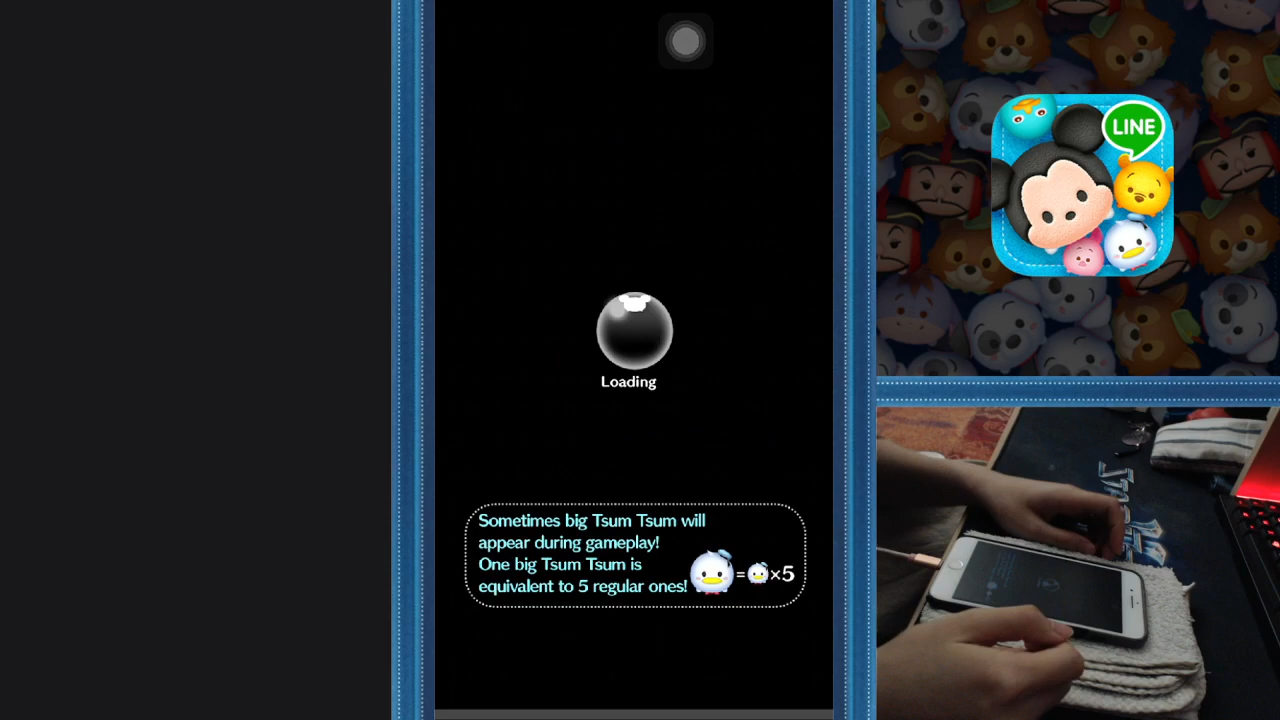 LINE
Loading
Sometimes big Tsum Tsum will
appear during gameplay!
One big Tsum Tsum is
equivalent to 5 regular ones!
=
×5